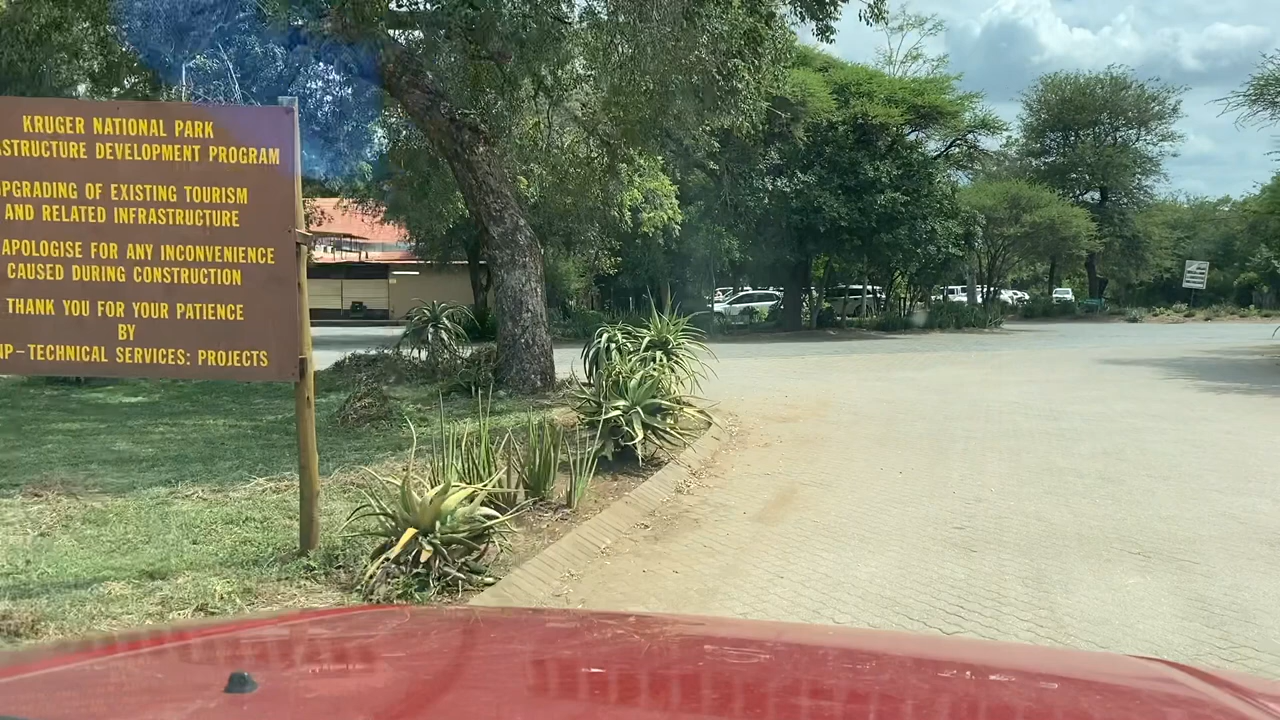 KRUGER NATIONAL PARK
ASTRUCTURE DEVELOPMENT PROGRAM
PGRADING OF EXISTING TOURISM
AND RELATED INFRASTRUCTURE
APOLOGISE FOR ANY INCONVENIENCE
CAUSED DURING CONSTRUCTION
THANK YOU FOR YOUR PATIENCE
BY
NP-TECHNICAL SERVICES: PROJECTS